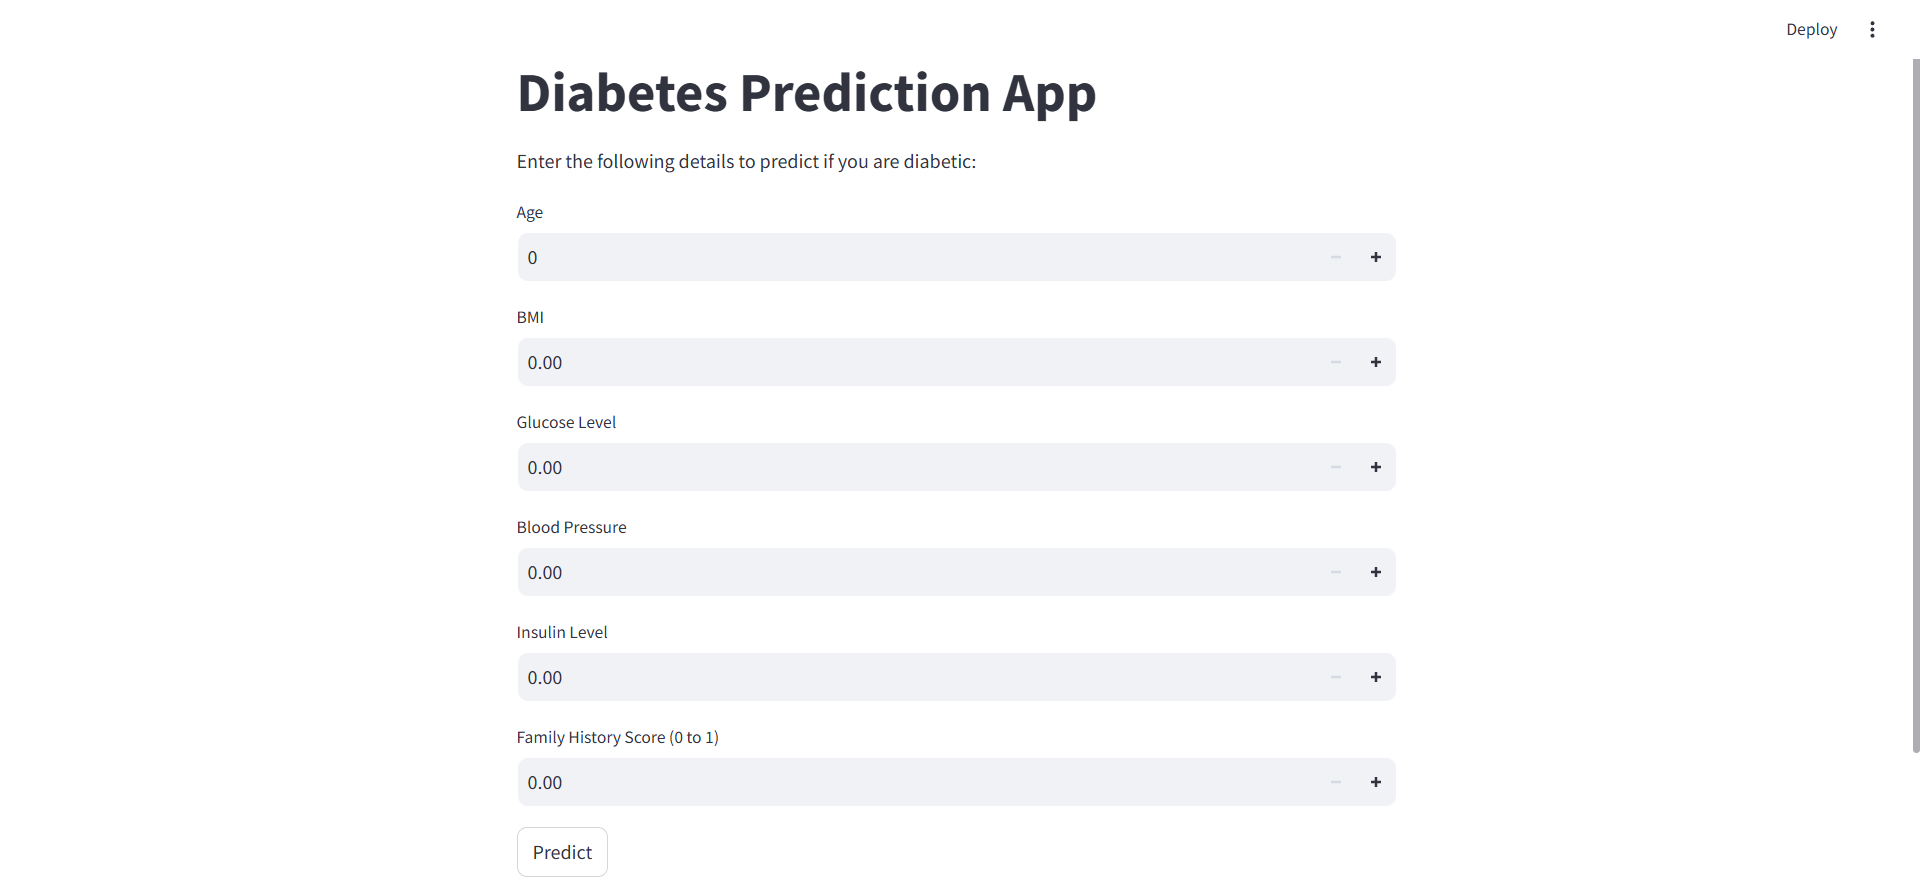 Deploy
Diabetes Prediction App
Enter the following details to predict if you are diabetic:
Age
0
BMI
0.00
Glucose Level
0.00
Blood Pressure
0.00
Insulin Level
0.00
Family History Score (0 to 1)
0.00
Predict